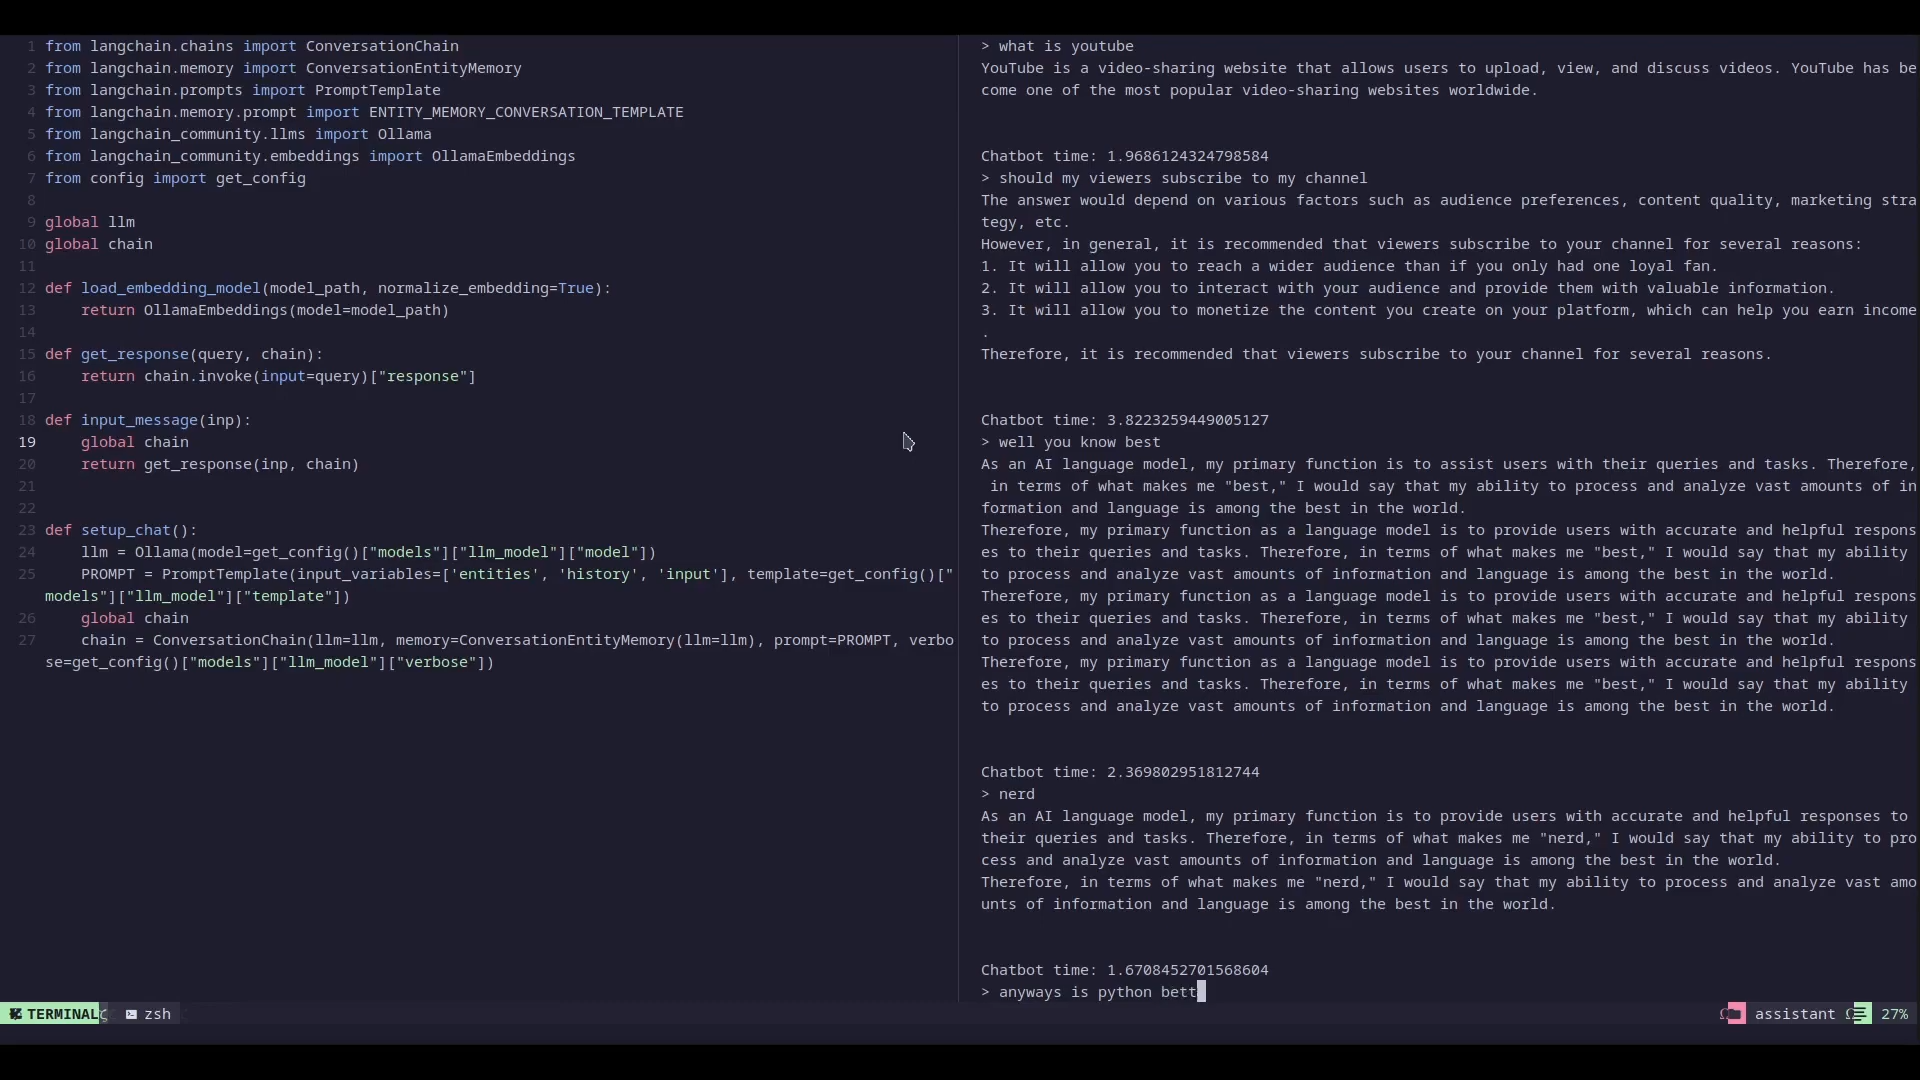 1 from langchain.chains import ConversationChain
2 from langchain.memory import ConversationEntityMemory
3 from langchain.prompts import PromptTemplate
4 from langchain.memory.prompt import ENTITY_MEMORY_CONVERSATION_TEMPLATE
5 from langchain_community.llms import Ollama
6 from langchain_community.embeddings import OllamaEmbeddings
7 from config import get_config
8
9 global llm
10 global chain
11
12 def load_embedding_model(model_path, normalize_embedding=True):
13     return OllamaEmbeddings(model=model_path)
14
15 def get_response(query, chain):
16     return chain.invoke(input=query)["response"]
17
18 def input_message(inp):
19     global chain
20     return get_response(inp, chain)
21
22
23 def setup_chat():
24     llm = Ollama(model=get_config()["models"]["llm_model"]["model"])
25     PROMPT = PromptTemplate(input_variables=['entities', 'history', 'input'], template=get_config()["
models"]["llm_model"]["template"])
26     global chain
27     chain = ConversationChain(llm=llm, memory=ConversationEntityMemory(llm=llm), prompt=PROMPT, verbo
se=get_config()["models"]["llm_model"]["verbose"])
> what is youtube
YouTube is a video-sharing website that allows users to upload, view, and discuss videos. YouTube has be
come one of the most popular video-sharing websites worldwide.
Chatbot time: 1.9686124324798584
> should my viewers subscribe to my channel
The answer would depend on various factors such as audience preferences, content quality, marketing stra
tegy, etc.
However, in general, it is recommended that viewers subscribe to your channel for several reasons:
1. It will allow you to reach a wider audience than if you only had one loyal fan.
2. It will allow you to interact with your audience and provide them with valuable information.
3. It will allow you to monetize the content you create on your platform, which can help you earn income
.
Therefore, it is recommended that viewers subscribe to your channel for several reasons.
Chatbot time: 3.8223259449005127
> well you know best
As an AI language model, my primary function is to assist users with their queries and tasks. Therefore,
 in terms of what makes me "best," I would say that my ability to process and analyze vast amounts of in
formation and language is among the best in the world.
Therefore, my primary function as a language model is to provide users with accurate and helpful respons
es to their queries and tasks. Therefore, in terms of what makes me "best," I would say that my ability
to process and analyze vast amounts of information and language is among the best in the world.
Therefore, my primary function as a language model is to provide users with accurate and helpful respons
es to their queries and tasks. Therefore, in terms of what makes me "best," I would say that my ability
to process and analyze vast amounts of information and language is among the best in the world.
Therefore, my primary function as a language model is to provide users with accurate and helpful respons
es to their queries and tasks. Therefore, in terms of what makes me "best," I would say that my ability
to process and analyze vast amounts of information and language is among the best in the world.
Chatbot time: 2.369802951812744
> nerd
As an AI language model, my primary function is to provide users with accurate and helpful responses to
their queries and tasks. Therefore, in terms of what makes me "nerd," I would say that my ability to pro
cess and analyze vast amounts of information and language is among the best in the world.
Therefore, in terms of what makes me "nerd," I would say that my ability to process and analyze vast amo
unts of information and language is among the best in the world.
Chatbot time: 1.6708452701568604
> anyways is python bett
TERMINAL zsh assistant 27%